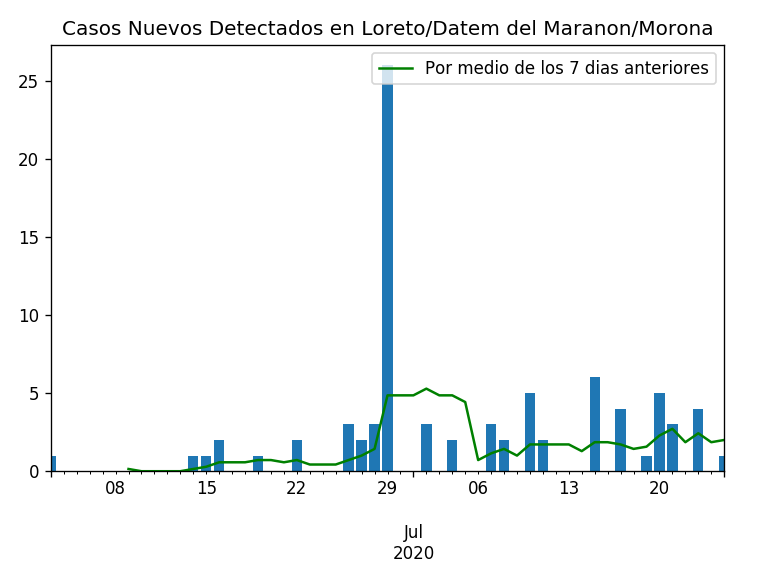 Casos Nuevos Detectados en Loreto/Datem del Maranon/Morona
Por medio de los 7 dias anteriores
25
20
15
10
5
0
08 15 22 29 06 13 20
Jul
2020